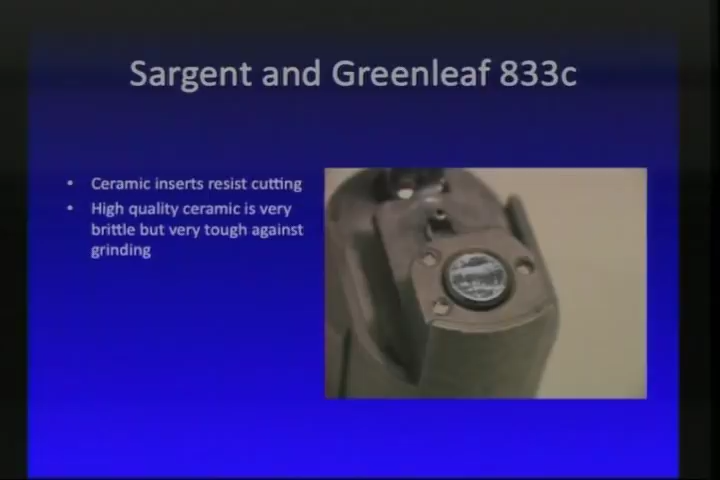 Sargent and Greenleaf 833c
• Ceramic inserts resist cutting
• High quality ceramic is very
brittle but very tough against
grinding